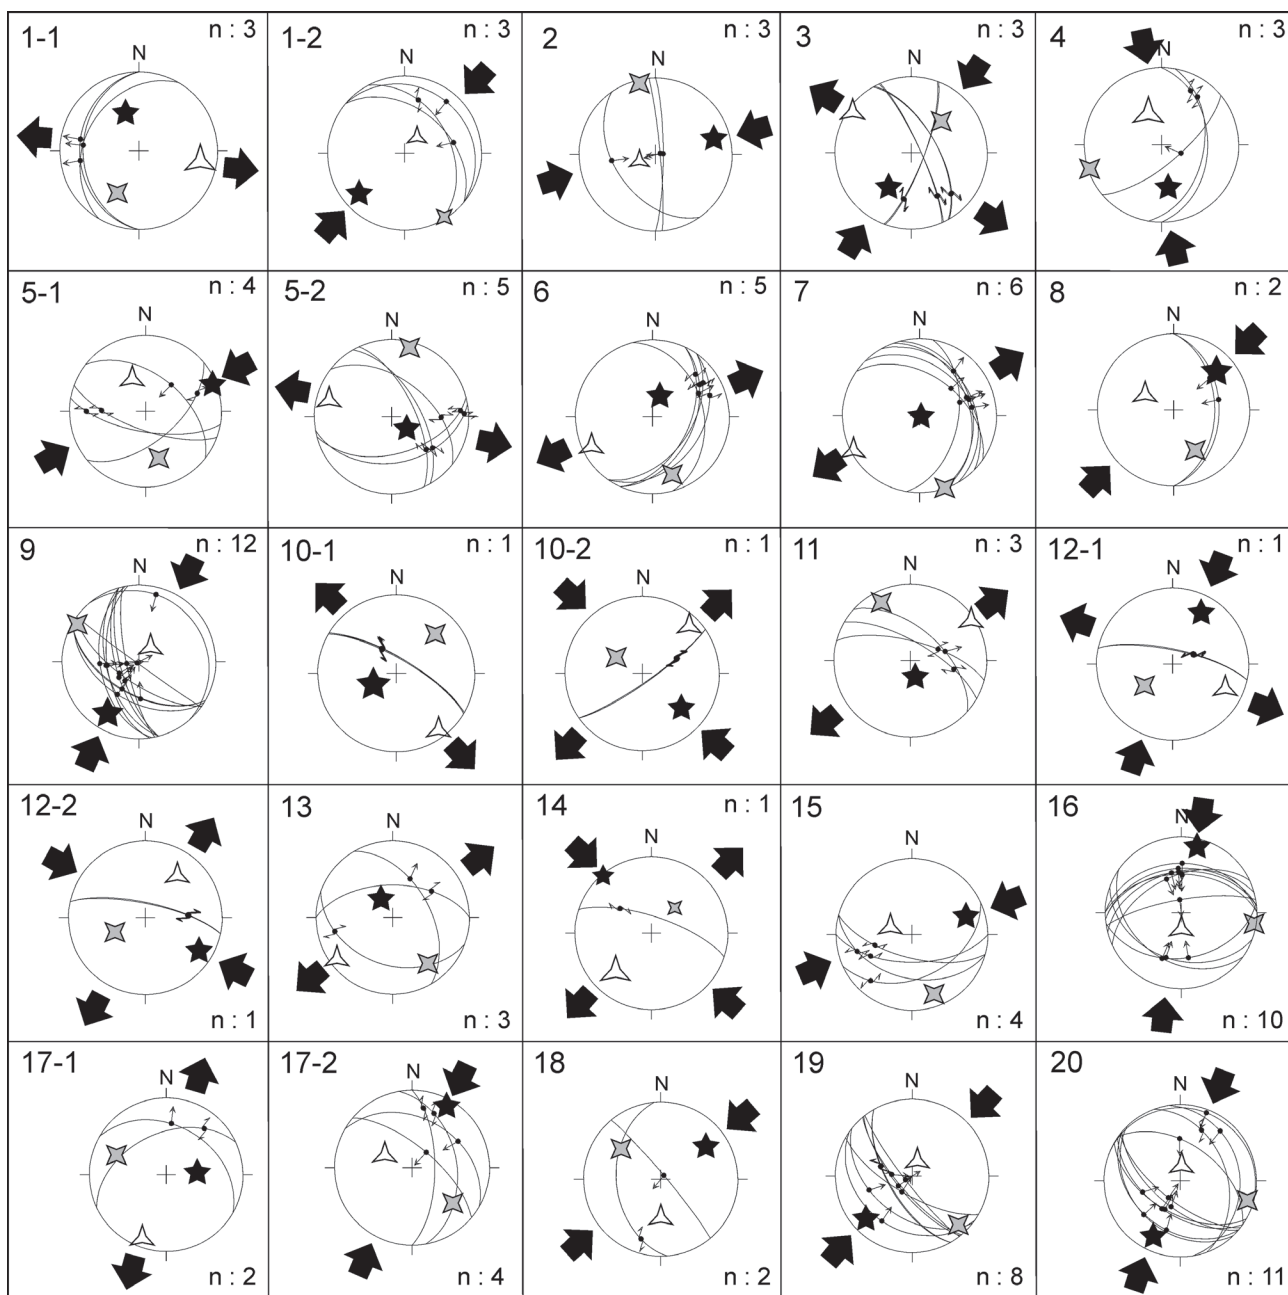 1-1 n : 3
N
1-2 n : 3
N
2 n : 3
N
3 n : 3
N
4 n : 3
N
5-1 n : 4
N
5-2 n : 5
N
6 n : 5
N
7 n : 6
N
8 n : 2
N
9 n : 12
N
10-1 n : 1
N
10-2 n : 1
N
11 n : 3
N
12-1 n : 1
N
12-2
N
n : 1
13
N
n : 3
14 n : 1
N
15
N
n : 4
16
N
n : 10
17-1
N
n : 2
17-2
N
n : 4
18
N
n : 2
19
N
n : 8
20
N
n : 11